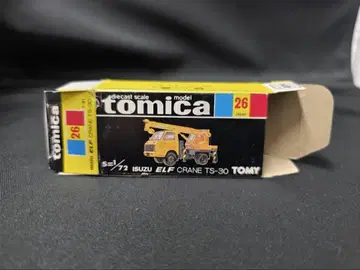 diecast scale model
tomica
26
S=1/72 ISUZU ELF CRANE TS-30 TOMY
tomica
26
ISUZU ELF CRANE TS-30